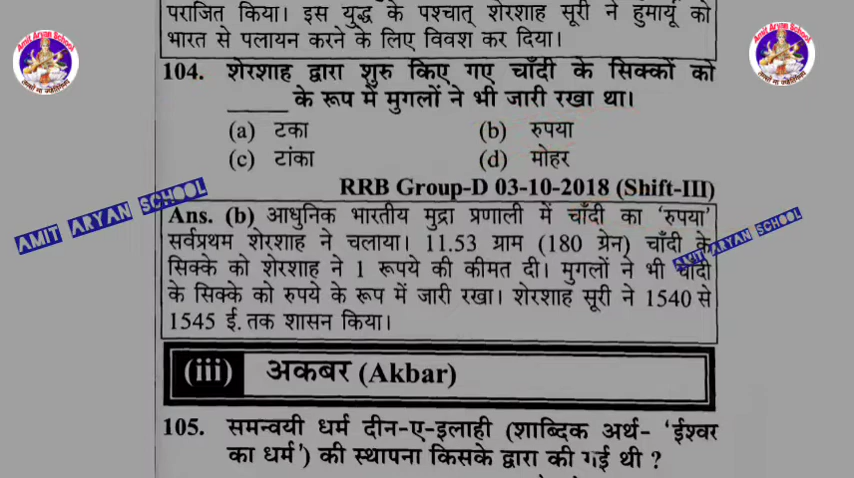 पराजित किया। इस युद्ध के पश्चात् शेरशाह सूरी ने हुमायूँ को
भारत से पलायन करने के लिए विवश कर दिया।
104. शेरशाह द्वारा शुरु किए गए चाँदी के सिक्कों को
______ के रूप में मुगलों ने भी जारी रखा था।
(a) टका (b) रुपया
(c) टांका (d) मोहर
RRB Group-D 03-10-2018 (Shift-III)
Ans. (b) आधुनिक भारतीय मुद्रा प्रणाली में चाँदी का 'रुपया'
सर्वप्रथम शेरशाह ने चलाया। 11.53 ग्राम (180 ग्रेन) चाँदी के
सिक्के को शेरशाह ने 1 रूपये की कीमत दी। मुगलों ने भी चाँदी
के सिक्के को रुपये के रूप में जारी रखा। शेरशाह सूरी ने 1540 से
1545 ई. तक शासन किया।
(iii) अकबर (Akbar)
105. समन्वयी धर्म दीन-ए-इलाही (शाब्दिक अर्थ- 'ईश्वर
का धर्म') की स्थापना किसके द्वारा की गई थी ?
AMIT ARYAN SCHOOL
AMIT ARYAN SCHOOL
Amit Aryan School
Amit Aryan School